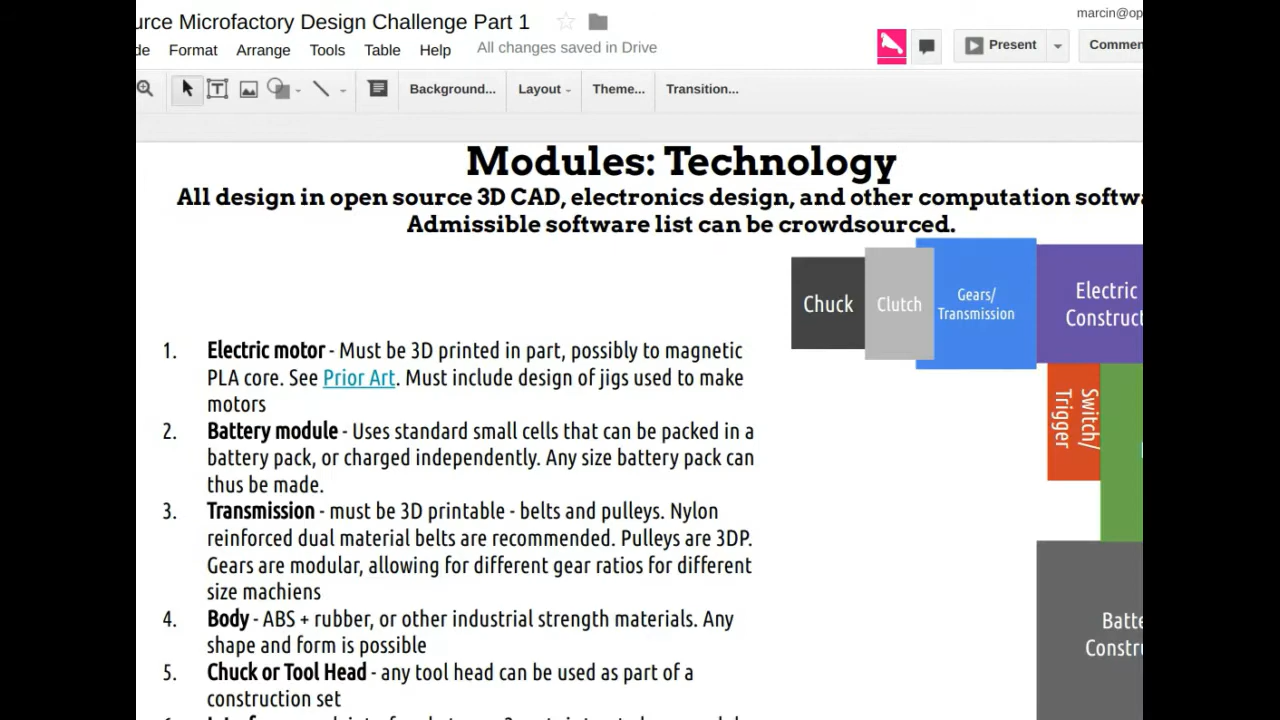 urce Microfactory Design Challenge Part 1
marcin@op
de Format Arrange Tools Table Help All changes saved in Drive
Present
Commen
Background... Layout Theme... Transition...
Modules: Technology
All design in open source 3D CAD, electronics design, and other computation softwa
Admissible software list can be crowdsourced.
Chuck
Clutch
Gears/
Transmission
Electric
Construct
Switch/
Trigger
Batte
Constru
1. Electric motor - Must be 3D printed in part, possibly to magnetic
PLA core. See Prior Art. Must include design of jigs used to make
motors
2. Battery module - Uses standard small cells that can be packed in a
battery pack, or charged independently. Any size battery pack can
thus be made.
3. Transmission - must be 3D printable - belts and pulleys. Nylon
reinforced dual material belts are recommended. Pulleys are 3DP.
Gears are modular, allowing for different gear ratios for different
size machiens
4. Body - ABS + rubber, or other industrial strength materials. Any
shape and form is possible
5. Chuck or Tool Head - any tool head can be used as part of a
construction set